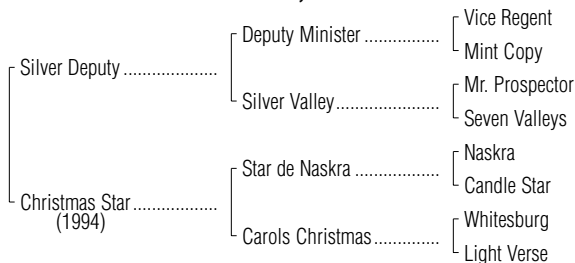 Vice Regent
Deputy Minister ..................
Mint Copy
Silver Deputy .....................
Mr. Prospector
Silver Valley .........................
Seven Valleys
Naskra
Star de Naskra ...................
Candle Star
Christmas Star ...................
(1994)
Whitesburg
Carols Christmas ...............
Light Verse